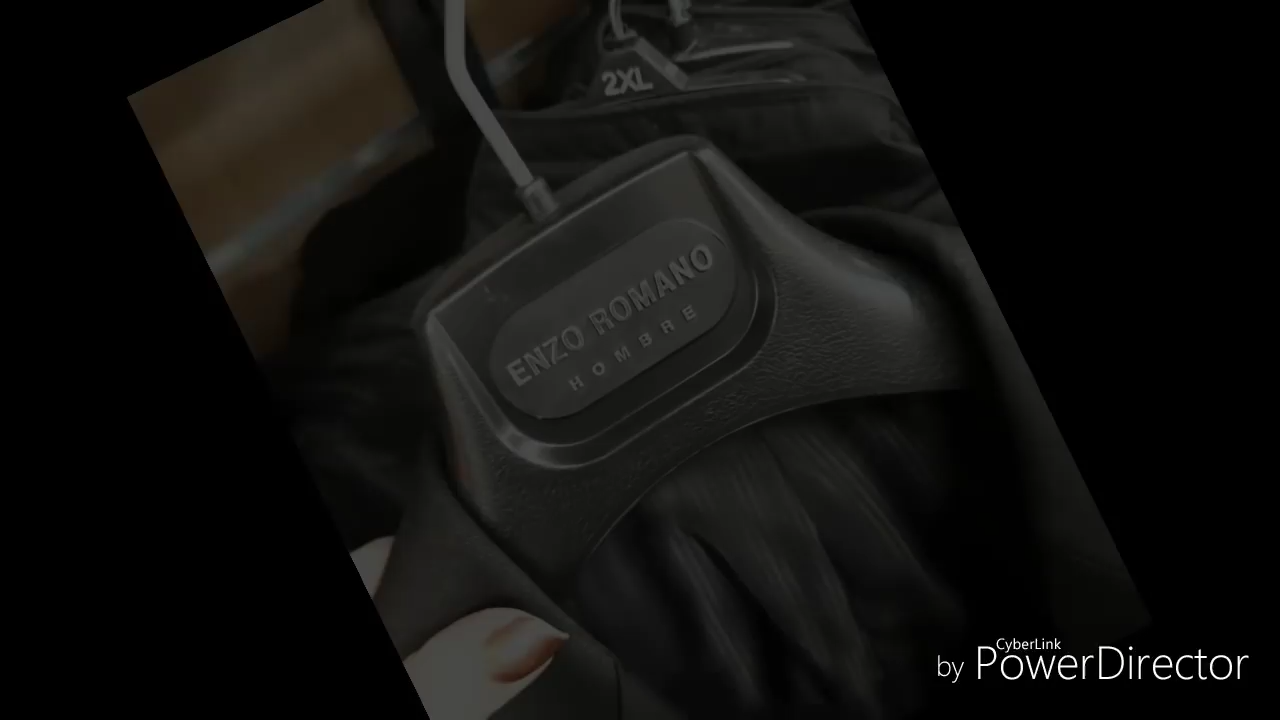 2XL
ENZO ROMANO
HOMBRE
CyberLink
by PowerDirector